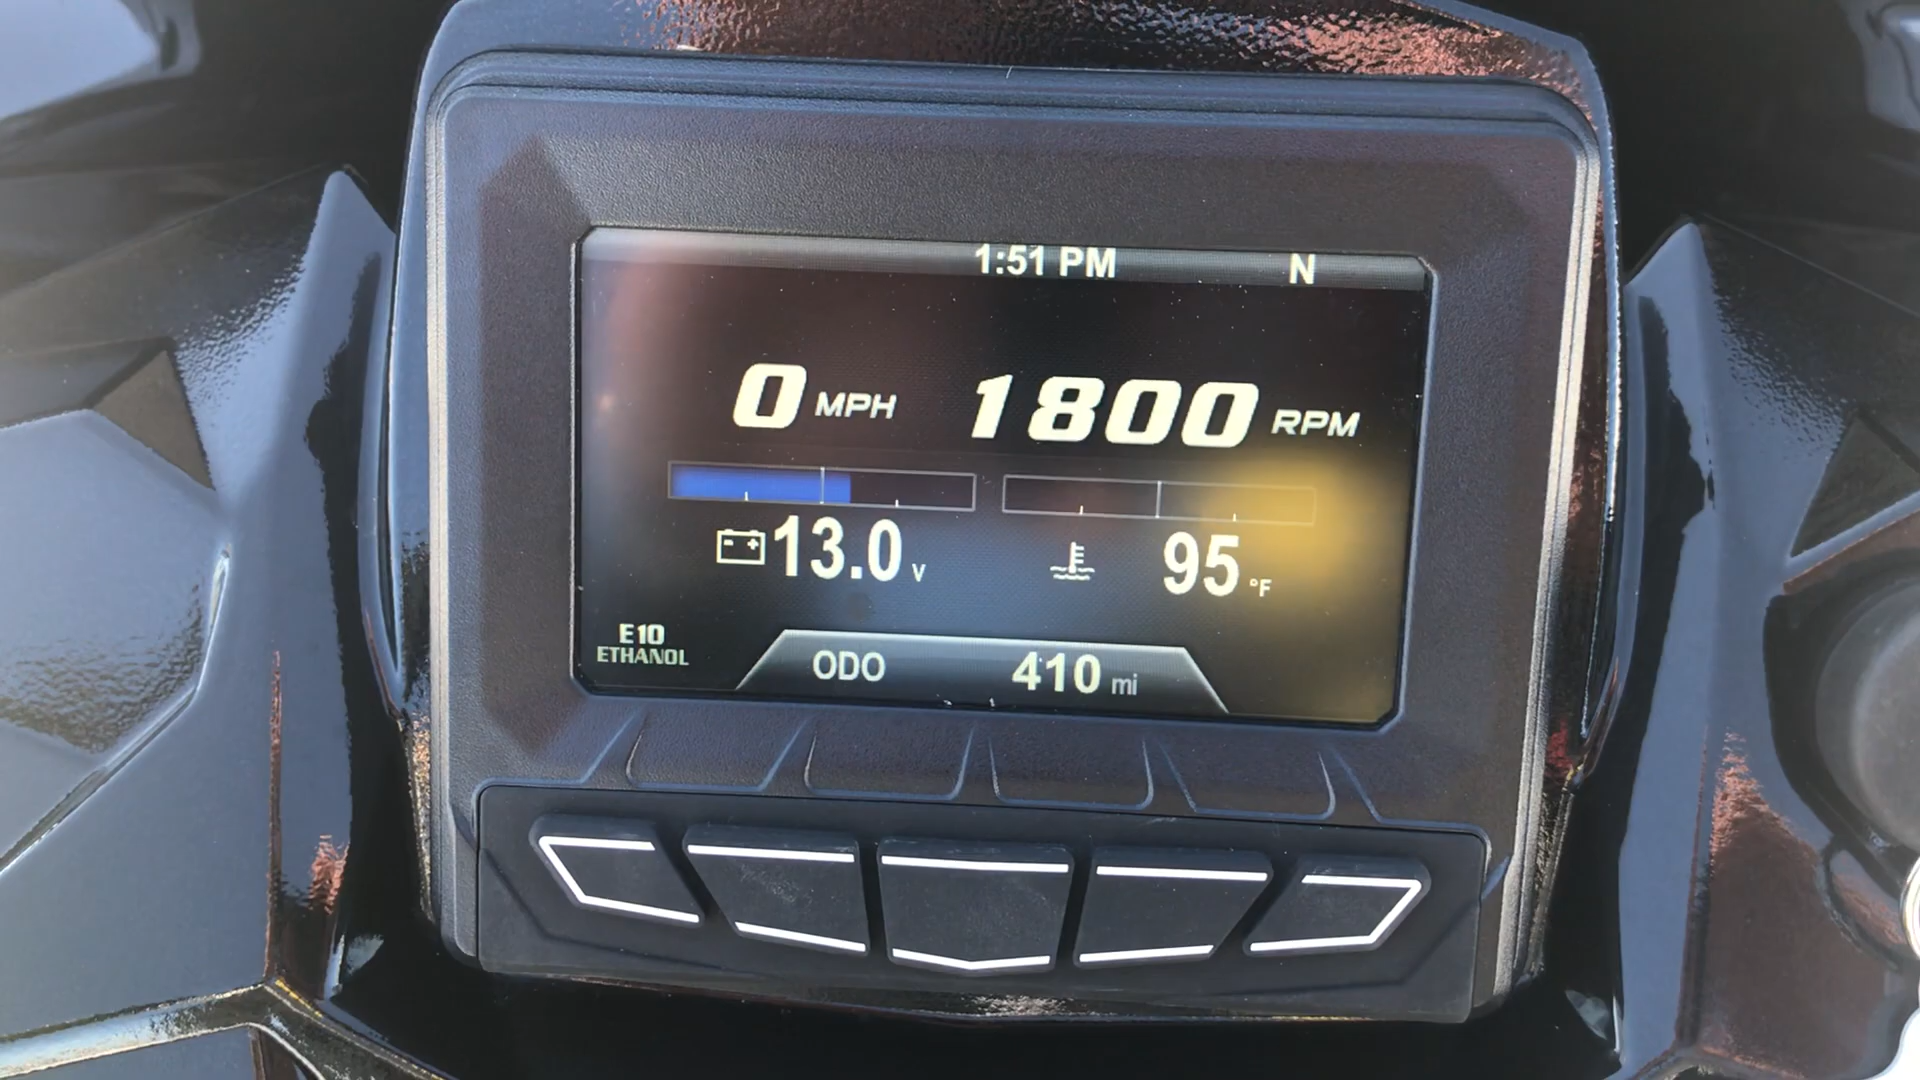 1:51 PM N
0 MPH 1800 RPM
13.0 V 95 °F
E10
ETHANOL
ODO 410 mi